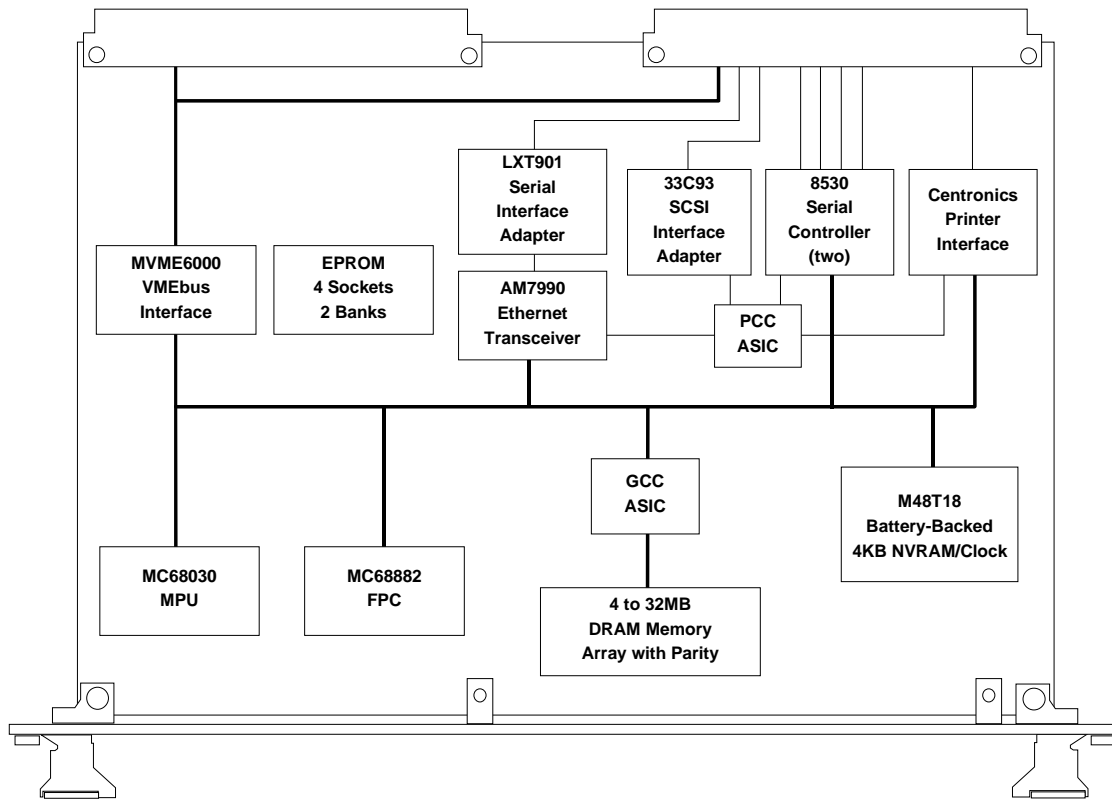 LXT901
Serial
Interface
Adapter
33C93
SCSI
Interface
Adapter
8530
Serial
Controller
(two)
Centronics
Printer
Interface
MVME6000
VMEbus
Interface
EPROM
4 Sockets
2 Banks
AM7990
Ethernet
Transceiver
PCC
ASIC
GCC
ASIC
M48T18
Battery-Backed
4KB NVRAM/Clock
MC68030
MPU
MC68882
FPC
4 to 32MB
DRAM Memory
Array with Parity